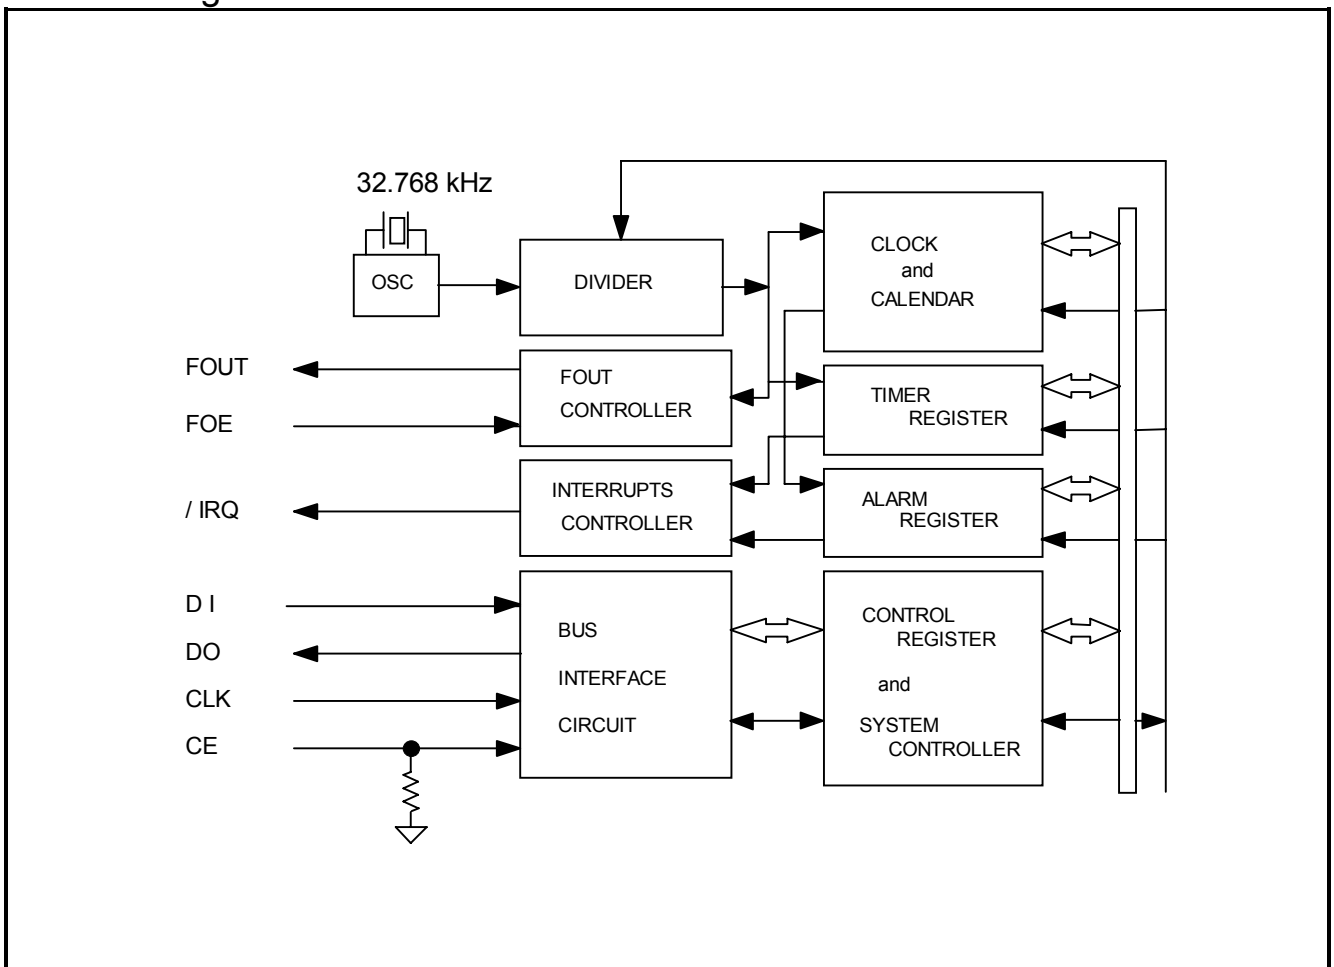 32.768 kHz
OSC
DIVIDER
CLOCK
and
CALENDAR
FOUT
FOE
FOUT
CONTROLLER
TIMER
REGISTER
/ IRQ
INTERRUPTS
CONTROLLER
ALARM
REGISTER
D I
DO
CLK
CE
BUS
INTERFACE
CIRCUIT
CONTROL
REGISTER
and
SYSTEM
CONTROLLER